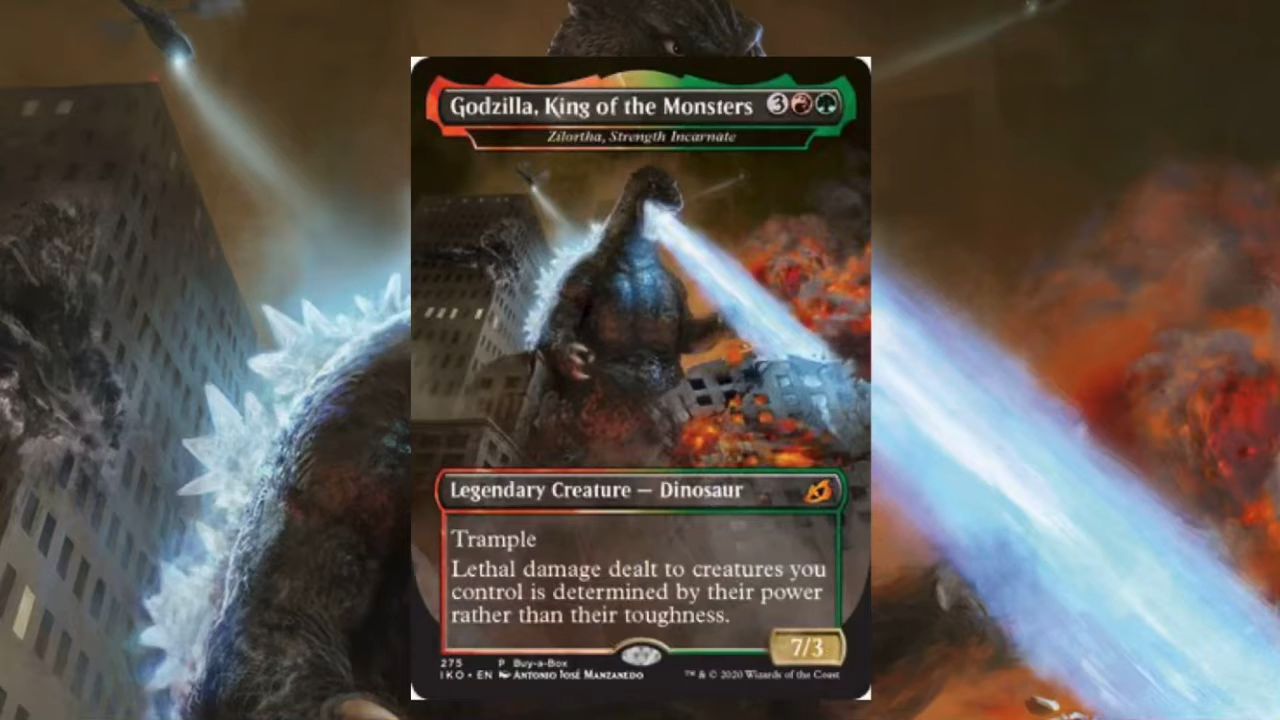 Godzilla, King of the Monsters 3
Zilortha, Strength Incarnate
Legendary Creature — Dinosaur
Trample
Lethal damage dealt to creatures you
control is determined by their power
rather than their toughness.
7/3
275 P Buy-a-Box
IKO • EN Antonio José Manzanedo ™ & © 2020 Wizards of the Coast